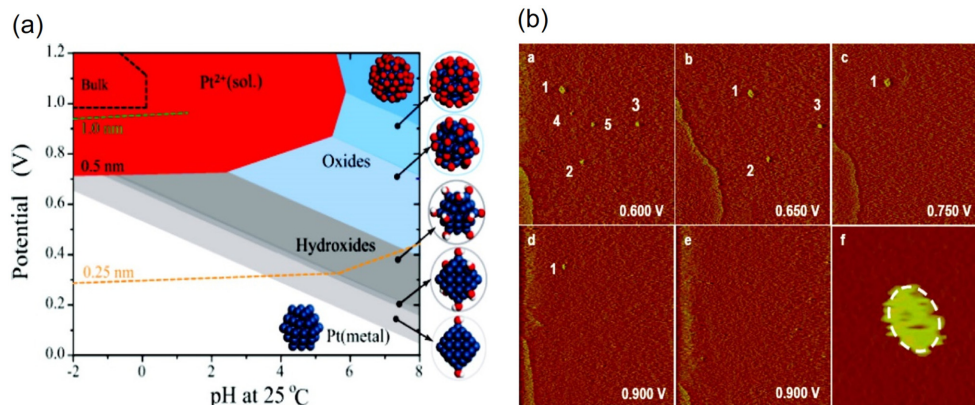 (a)
1.2
1.0
0.8
0.6
0.4
0.2
0.0
Potential (V)
Bulk
Pt²⁺(sol.)
1.0 nm
0.5 nm
Oxides
Hydroxides
0.25 nm
Pt(metal)
-2 0 2 4 6 8
pH at 25 °C
(b)
a
1
3
4
5
2
0.600 V
b
1
3
2
0.650 V
c
1
0.750 V
d
1
0.900 V
e
0.900 V
f